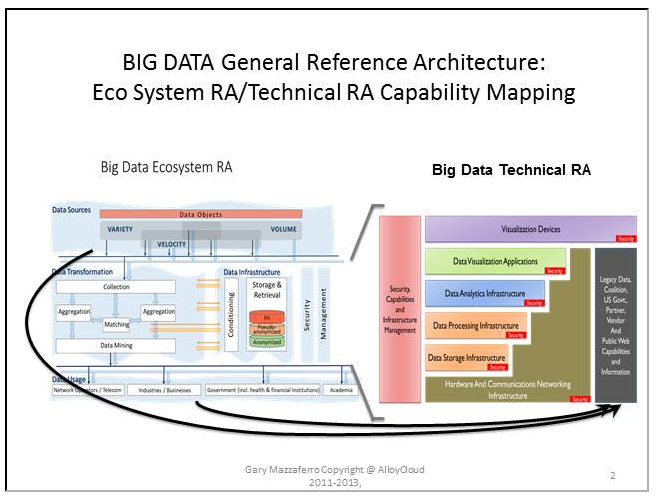 BIG DATA General Reference Architecture:
Eco System RA/Technical RA Capability Mapping
Big Data Ecosystem RA
Data Sources
Data Objects
VARIETY
VOLUME
VELOCITY
Data Transformation
Collection
Aggregation
Aggregation
Matching
Data Mining
Data Infrastructure
Conditioning
Storage &
Retrieval
Pseudo-
anonymized
Anonymized
Security
Management
Data Usage
Network Operators / Telecom
Industries / Businesses
Government (incl. health & financial institutions)
Academia
Big Data Technical RA
Security,
Capabilities
and
Infrastructure
Management
Visualization Devices
Security
Data Visualization Applications
Security
Data Analytics Infrastructure
Security
Data Processing Infrastructure
Security
Data Storage Infrastructure
Security
Hardware And Communications Networking
Infrastructure
Security
Legacy Data,
Coalition,
US Govt.,
Partner,
Vendor
And
Public Web
Capabilities
and
Information
Gary Mazzaferro Copyright @ AlloyCloud
2011-2013,
2